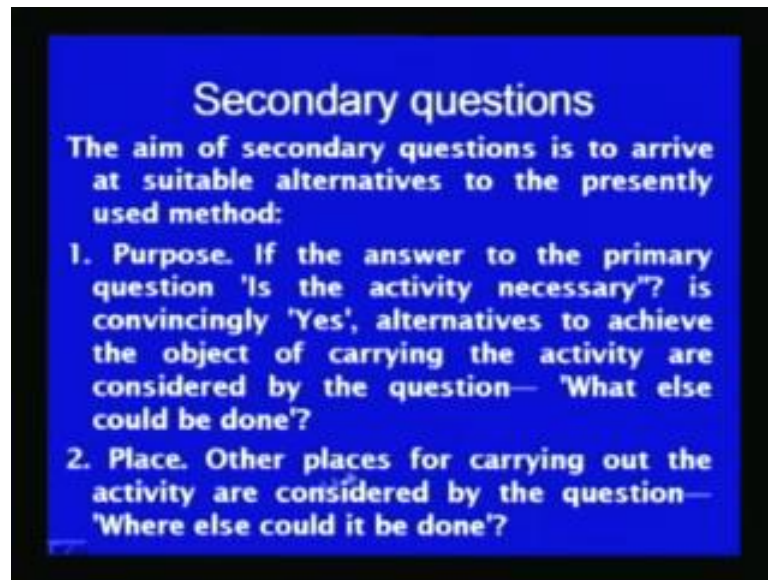 Secondary questions
The aim of secondary questions is to arrive
at suitable alternatives to the presently
used method:
1. Purpose. If the answer to the primary
question 'Is the activity necessary"? is
convincingly 'Yes', alternatives to achieve
the object of carrying the activity are
considered by the question— 'What else
could be done'?
2. Place. Other places for carrying out the
activity are considered by the question—
'Where else could it be done'?